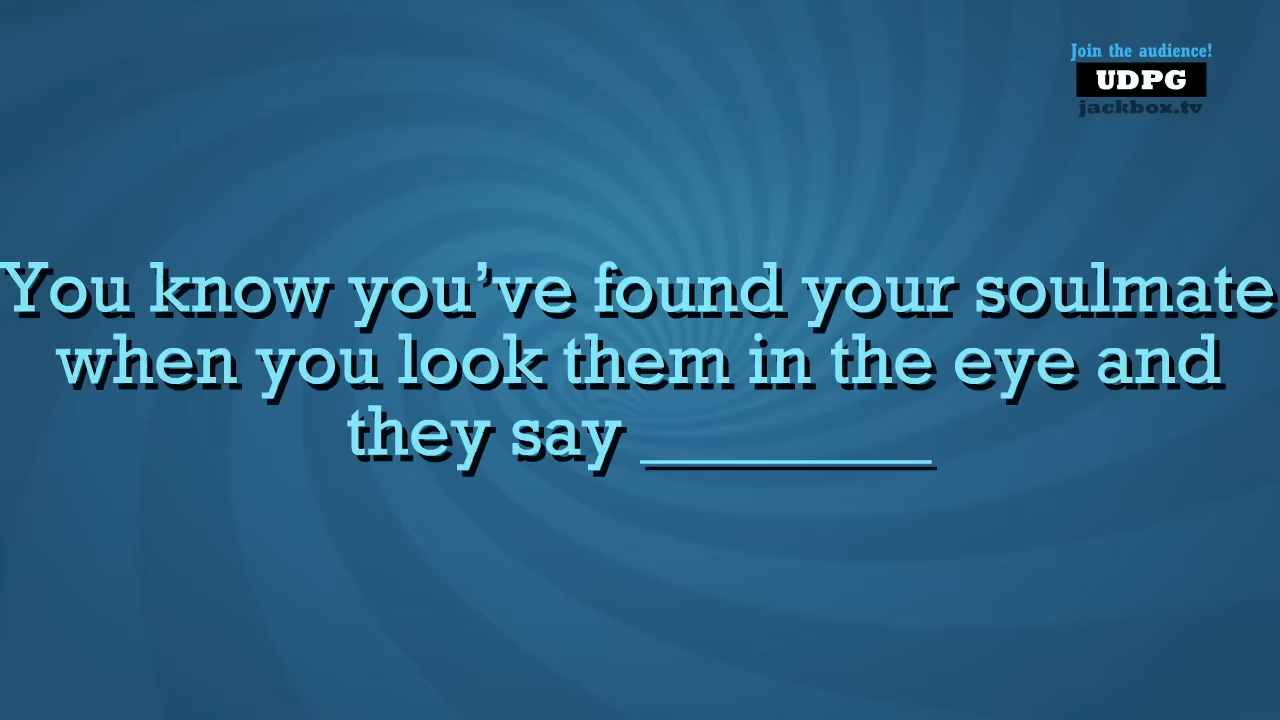 Join the audience!
UDPG
jackbox.tv
You know you’ve found your soulmate
when you look them in the eye and
they say ________